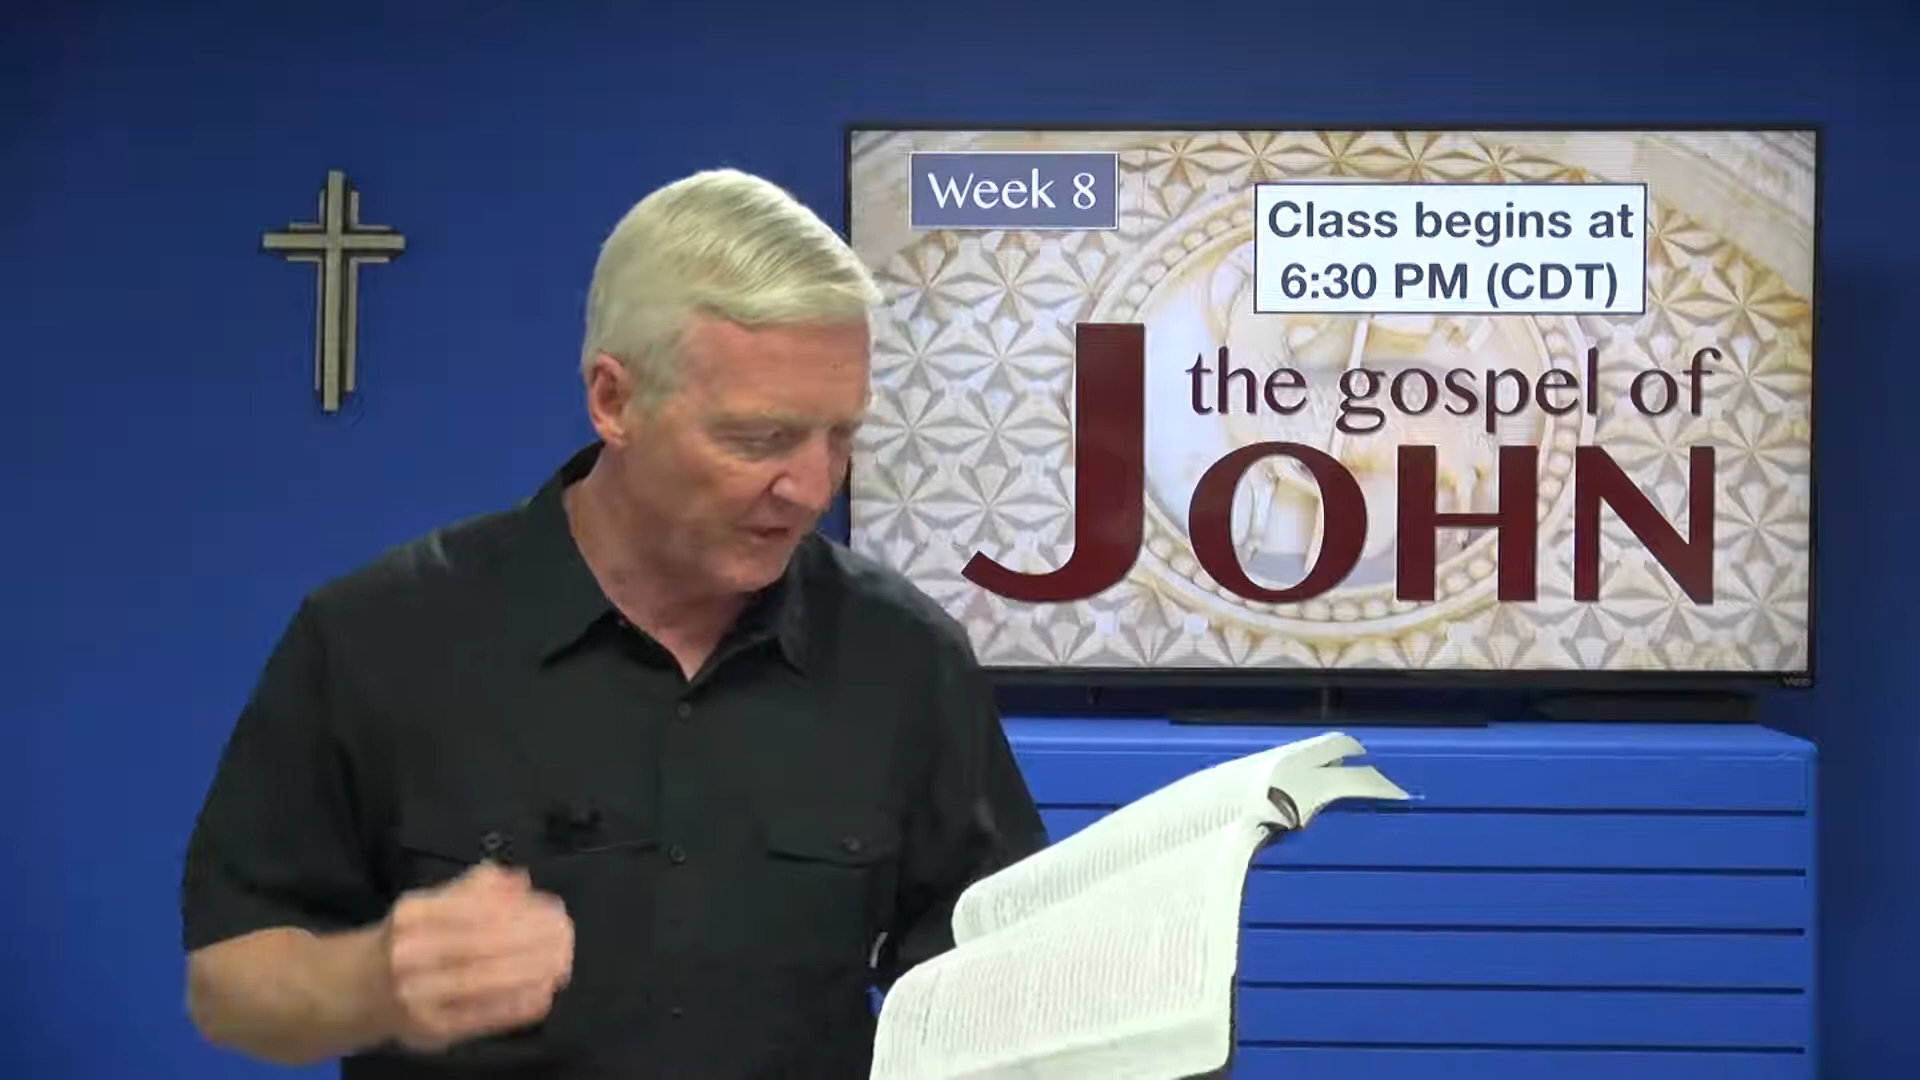 Week 8
Class begins at
6:30 PM (CDT)
the gospel of
JOHN